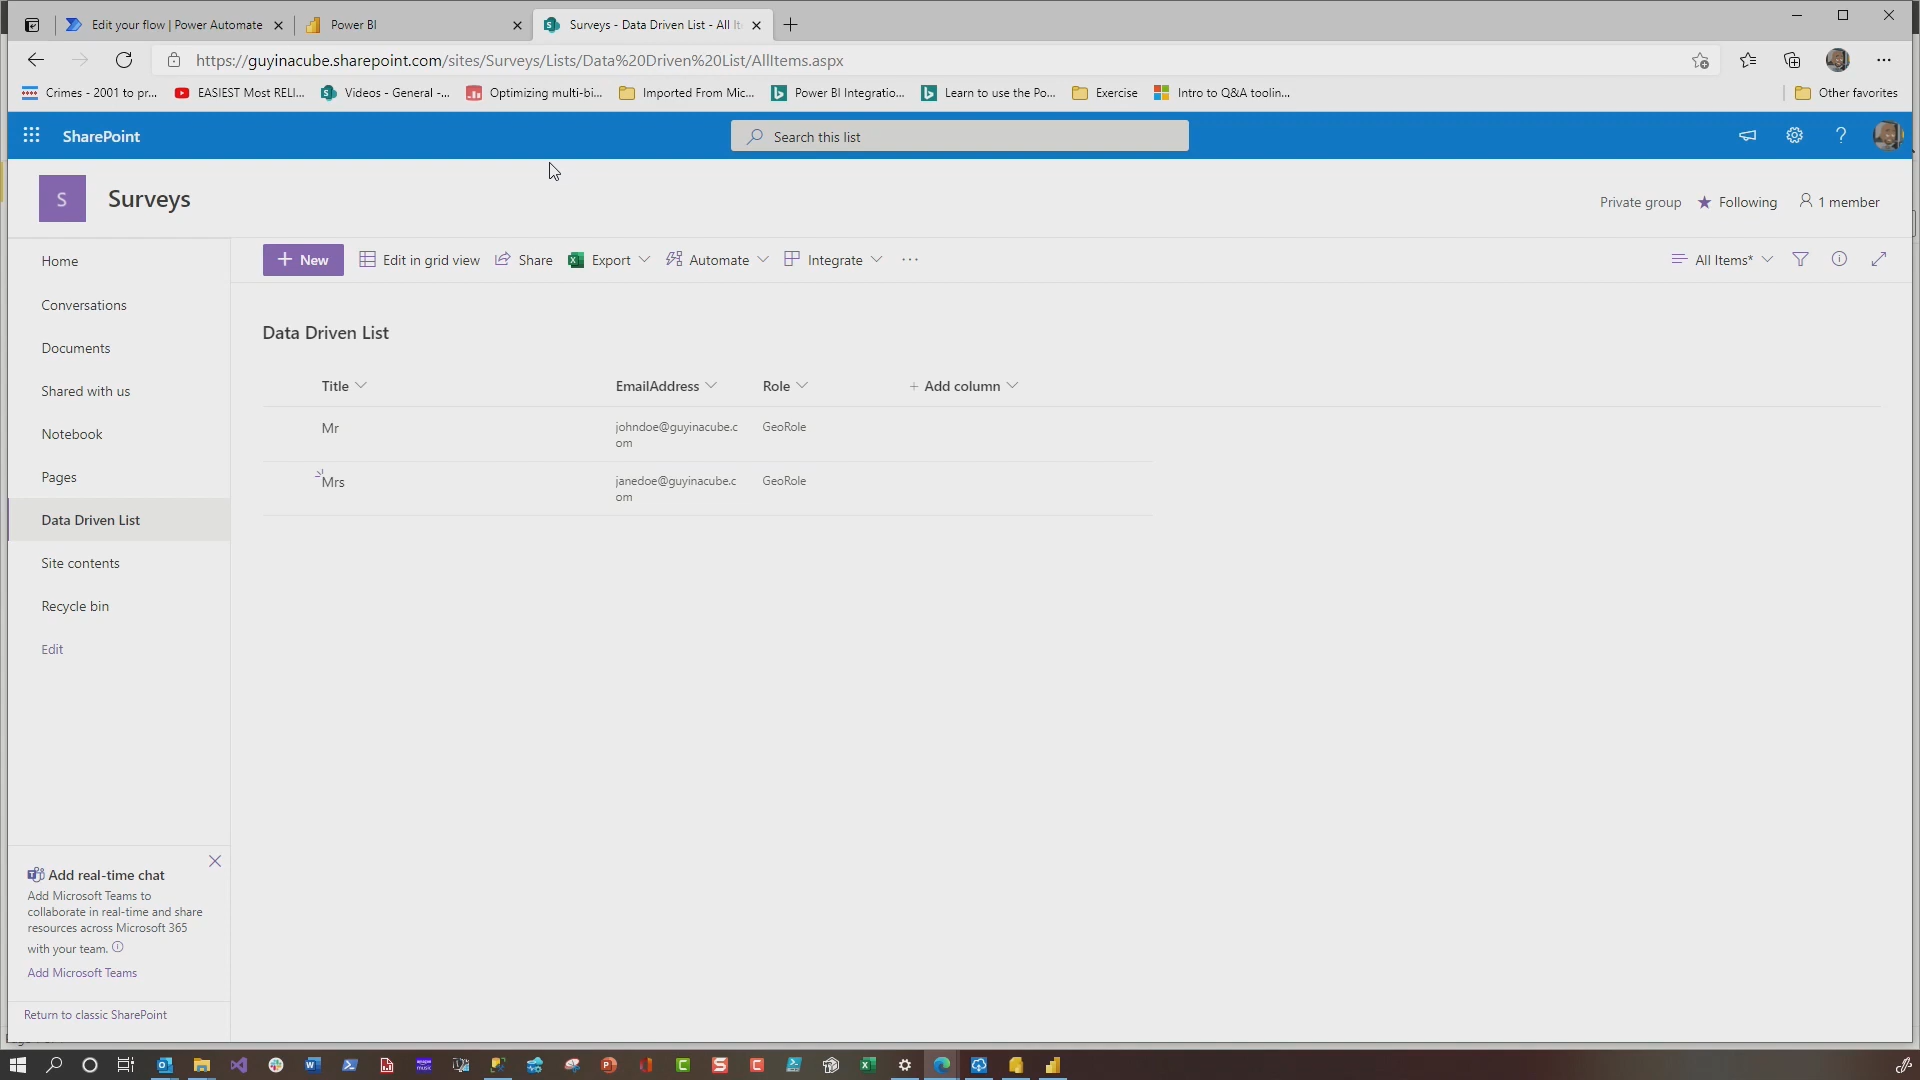 Edit your flow | Power Automate
Power BI
Surveys - Data Driven List - All It
https://guyinacube.sharepoint.com/sites/Surveys/Lists/Data%20Driven%20List/AllItems.aspx
Crimes - 2001 to pr...
EASIEST Most RELI...
Videos - General -...
Optimizing multi-bi...
Imported From Mic...
Power BI Integratio...
Learn to use the Po...
Exercise
Intro to Q&A toolin...
Other favorites
SharePoint
Search this list
S
Surveys
Private group
Following
1 member
Home
Conversations
Documents
Shared with us
Notebook
Pages
Data Driven List
Site contents
Recycle bin
Edit
+ New
Edit in grid view
Share
Export
Automate
Integrate
...
All Items*
Data Driven List
Title
EmailAddress
Role
+ Add column
Mr
johndoe@guyinacube.c
om
GeoRole
Mrs
janedoe@guyinacube.c
om
GeoRole
Add real-time chat
Add Microsoft Teams to
collaborate in real-time and share
resources across Microsoft 365
with your team.
Add Microsoft Teams
Return to classic SharePoint